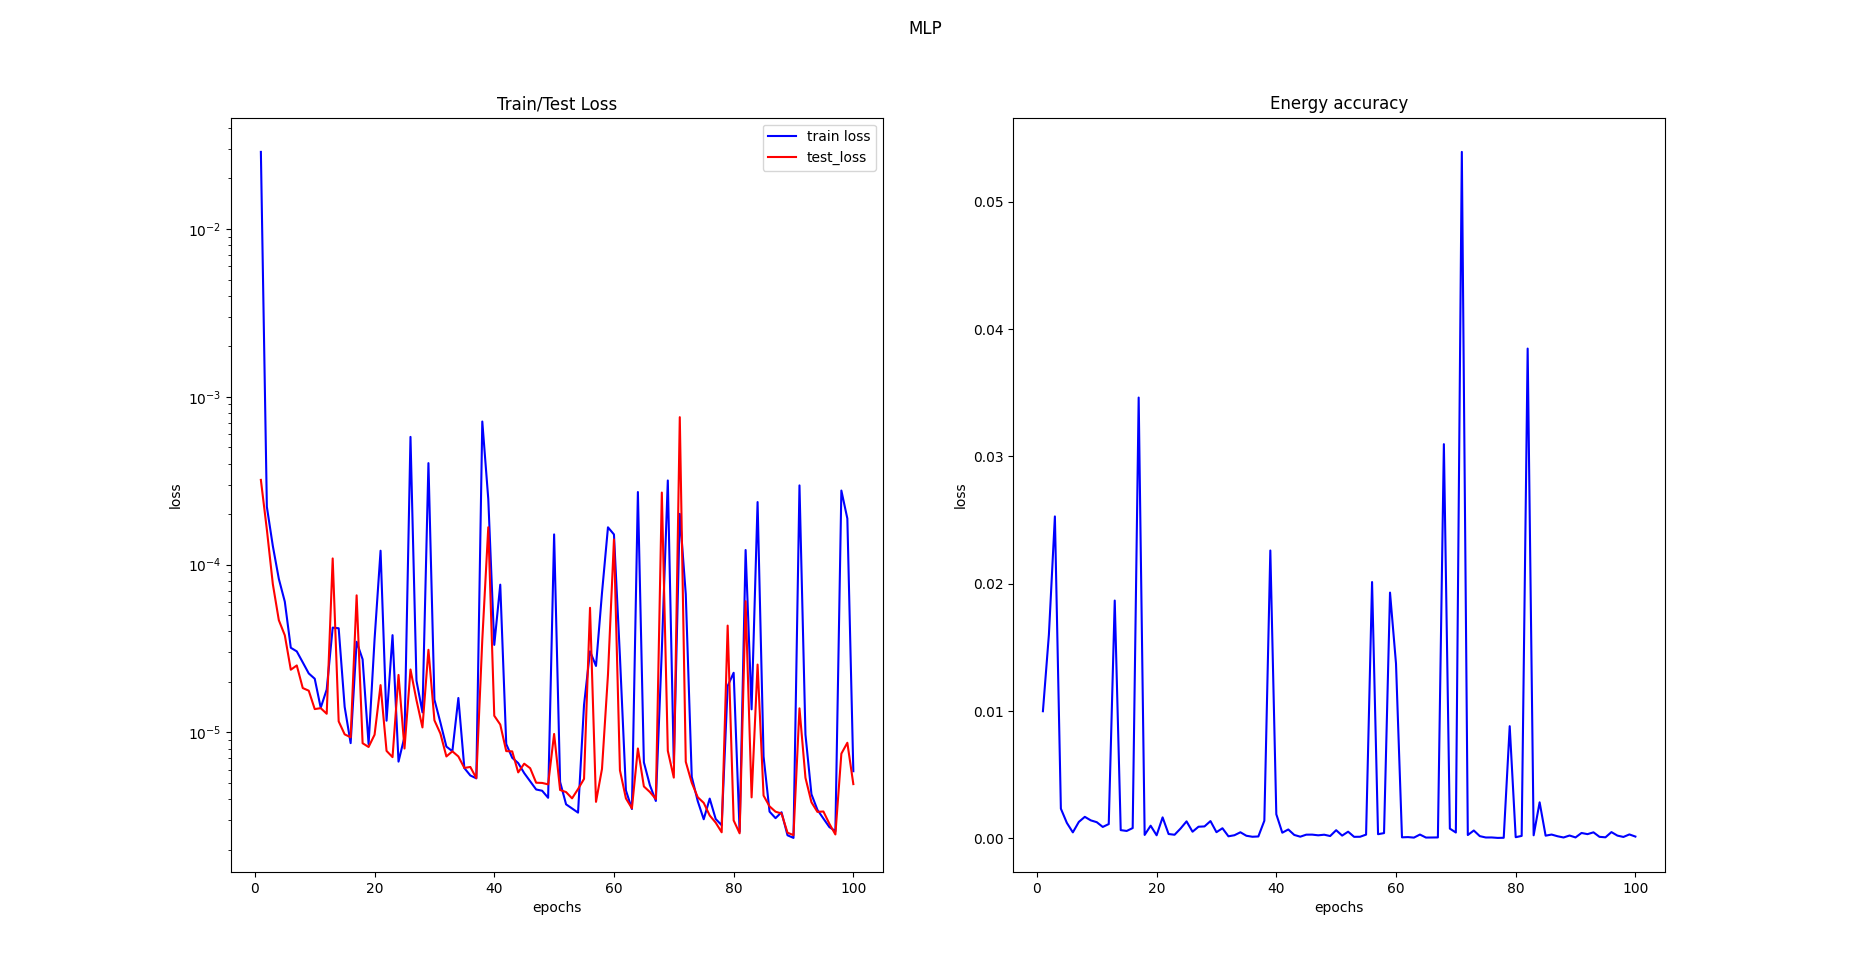 MLP
Train/Test Loss
train loss
test_loss
10⁻²
10⁻³
10⁻⁴
10⁻⁵
loss
0
20
40
60
80
100
epochs
Energy accuracy
0.05
0.04
0.03
0.02
0.01
0.00
loss
0
20
40
60
80
100
epochs